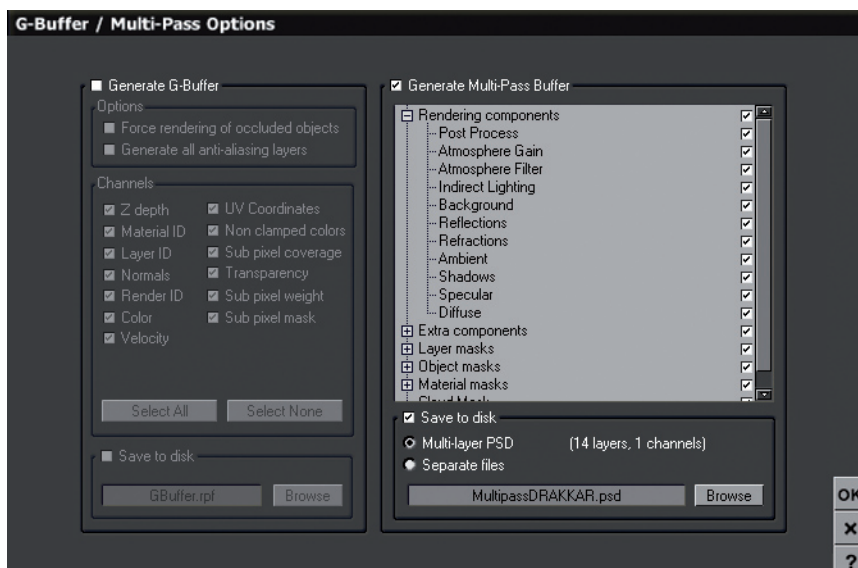 G-Buffer / Multi-Pass Options
Generate G-Buffer
Options
Force rendering of occluded objects
Generate all anti-aliasing layers
Channels
Z depth
UV Coordinates
Material ID
Non clamped colors
Layer ID
Sub pixel coverage
Normals
Transparency
Render ID
Sub pixel weight
Color
Sub pixel mask
Velocity
Select All
Select None
Save to disk
GBuffer.rpf
Browse
Generate Multi-Pass Buffer
Rendering components
Post Process
Atmosphere Gain
Atmosphere Filter
Indirect Lighting
Background
Reflections
Refractions
Ambient
Shadows
Specular
Diffuse
Extra components
Layer masks
Object masks
Material masks
Save to disk
Multi-layer PSD (14 layers, 1 channels)
Separate files
MultipassDRAKKAR.psd
Browse
OK
×
?